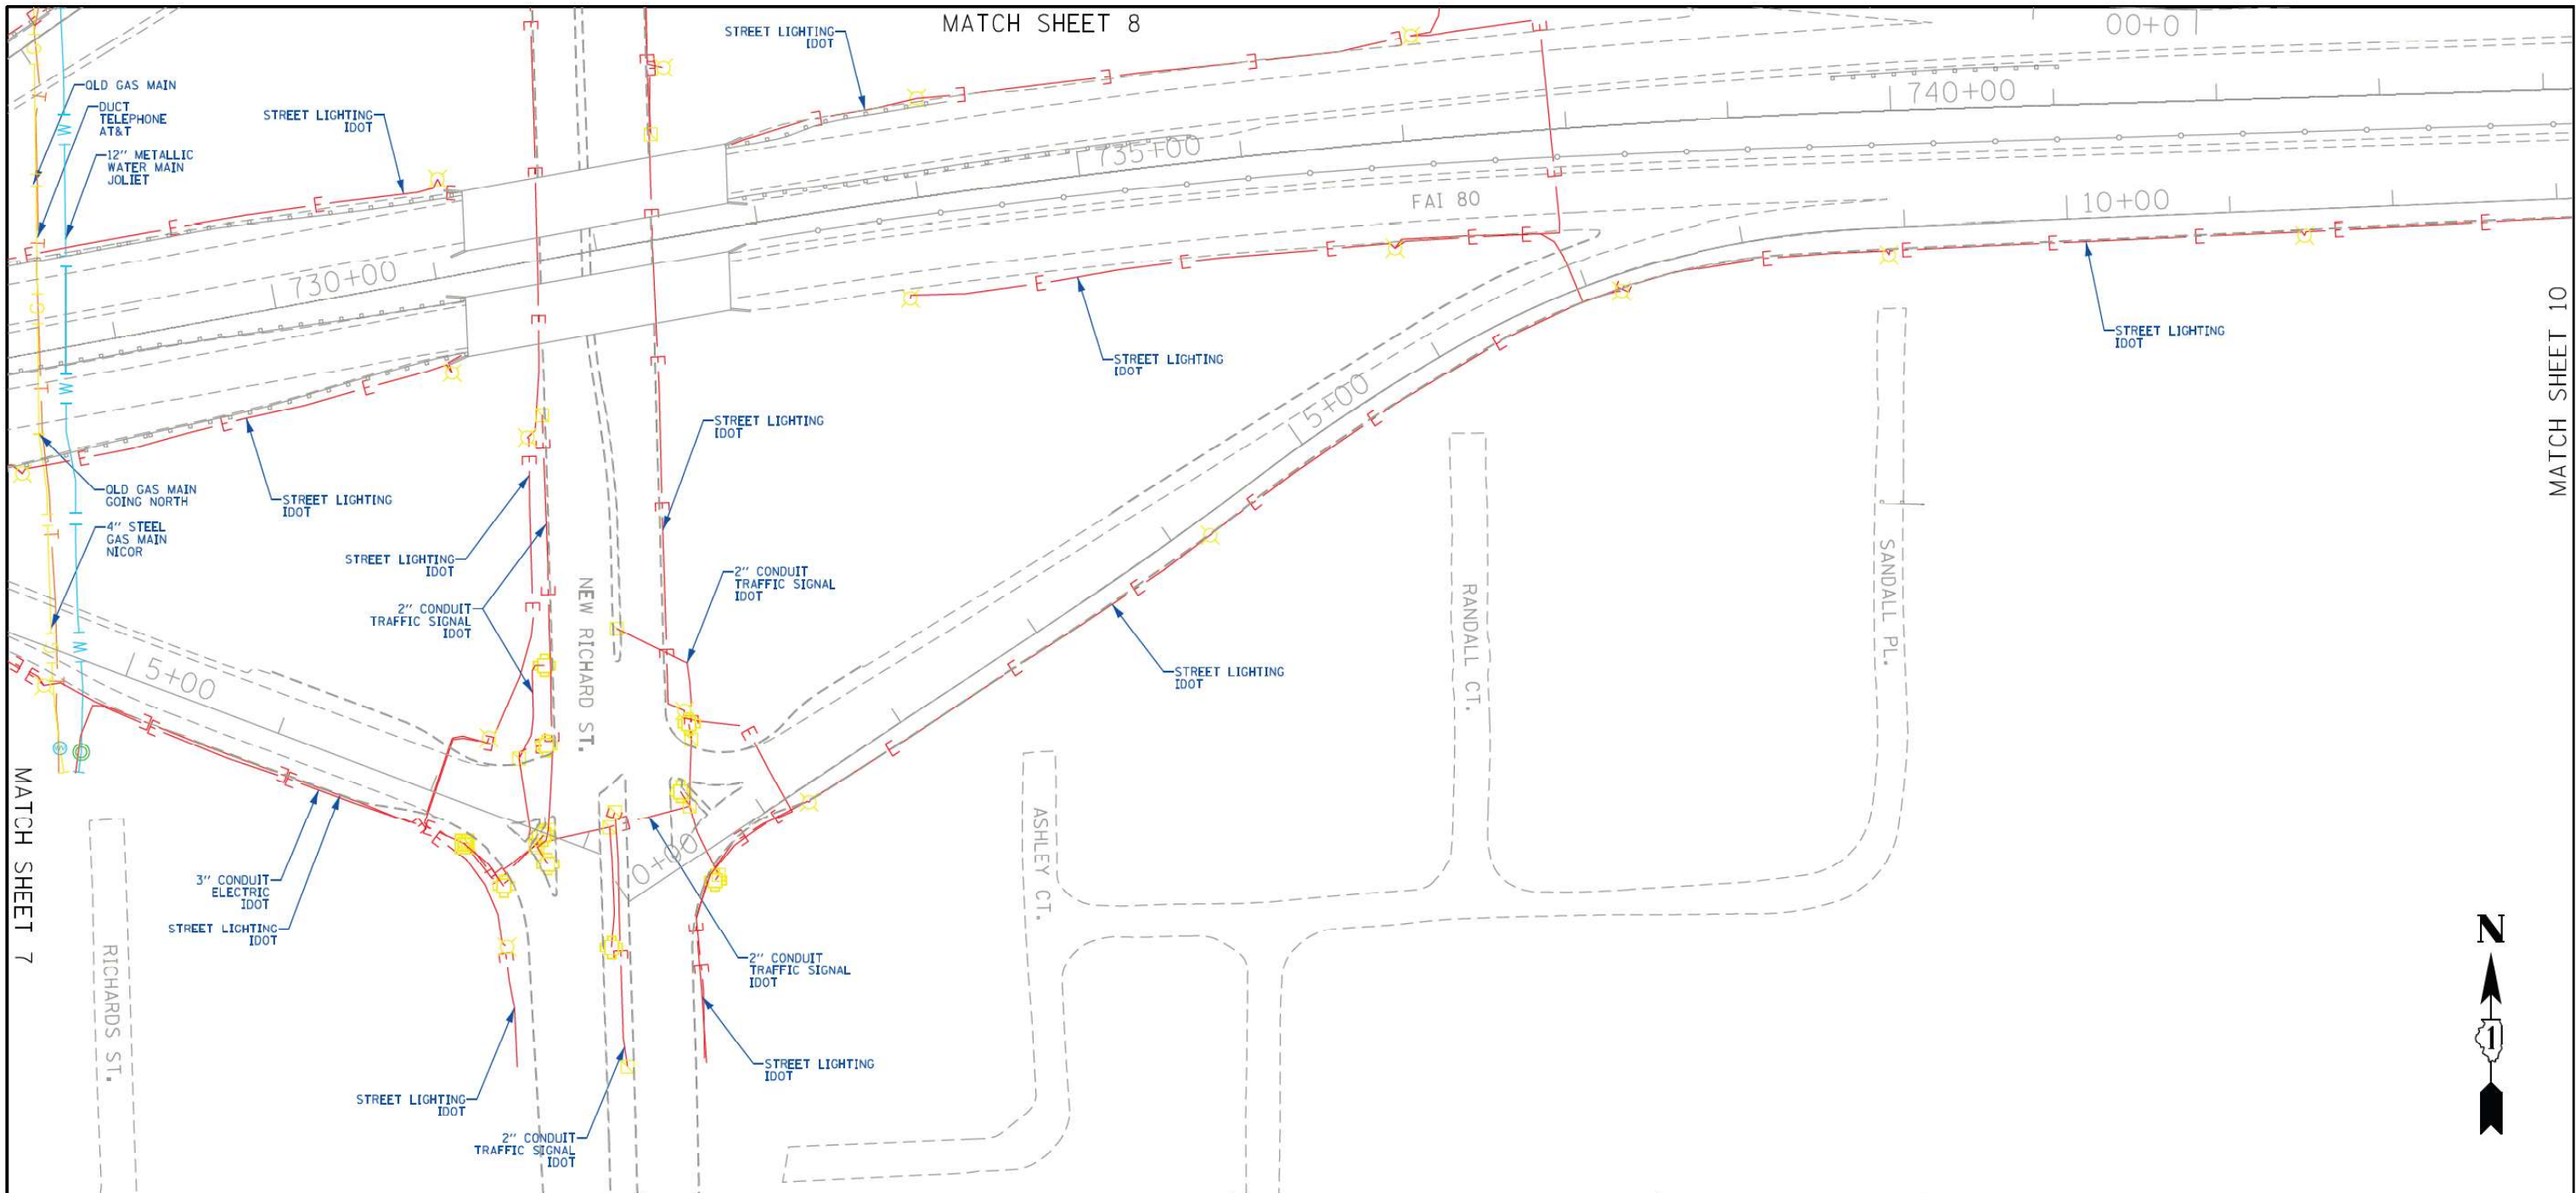 MATCH SHEET 8
STREET LIGHTING
IDOT
00+0
740+00
735+00
FAI 80
10+00
730+00
OLD GAS MAIN
DUCT
TELEPHONE
AT&T
12" METALLIC
WATER MAIN
JOLIET
STREET LIGHTING
IDOT
STREET LIGHTING
IDOT
STREET LIGHTING
IDOT
MATCH SHEET 10
5+00
OLD GAS MAIN
GOING NORTH
4" STEEL
GAS MAIN
NICOR
STREET LIGHTING
IDOT
STREET LIGHTING
IDOT
STREET LIGHTING
IDOT
2" CONDUIT
TRAFFIC SIGNAL
IDOT
2" CONDUIT
TRAFFIC SIGNAL
IDOT
NEW RICHARD ST.
RANDALL CT.
SANDALL PL.
STREET LIGHTING
IDOT
5+00
MATCH SHEET 7
0+00
ASHLEY CT.
3" CONDUIT
ELECTRIC
IDOT
STREET LIGHTING
IDOT
RICHARDS ST.
2" CONDUIT
TRAFFIC SIGNAL
IDOT
STREET LIGHTING
IDOT
STREET LIGHTING
IDOT
2" CONDUIT
TRAFFIC SIGNAL
IDOT
N
1